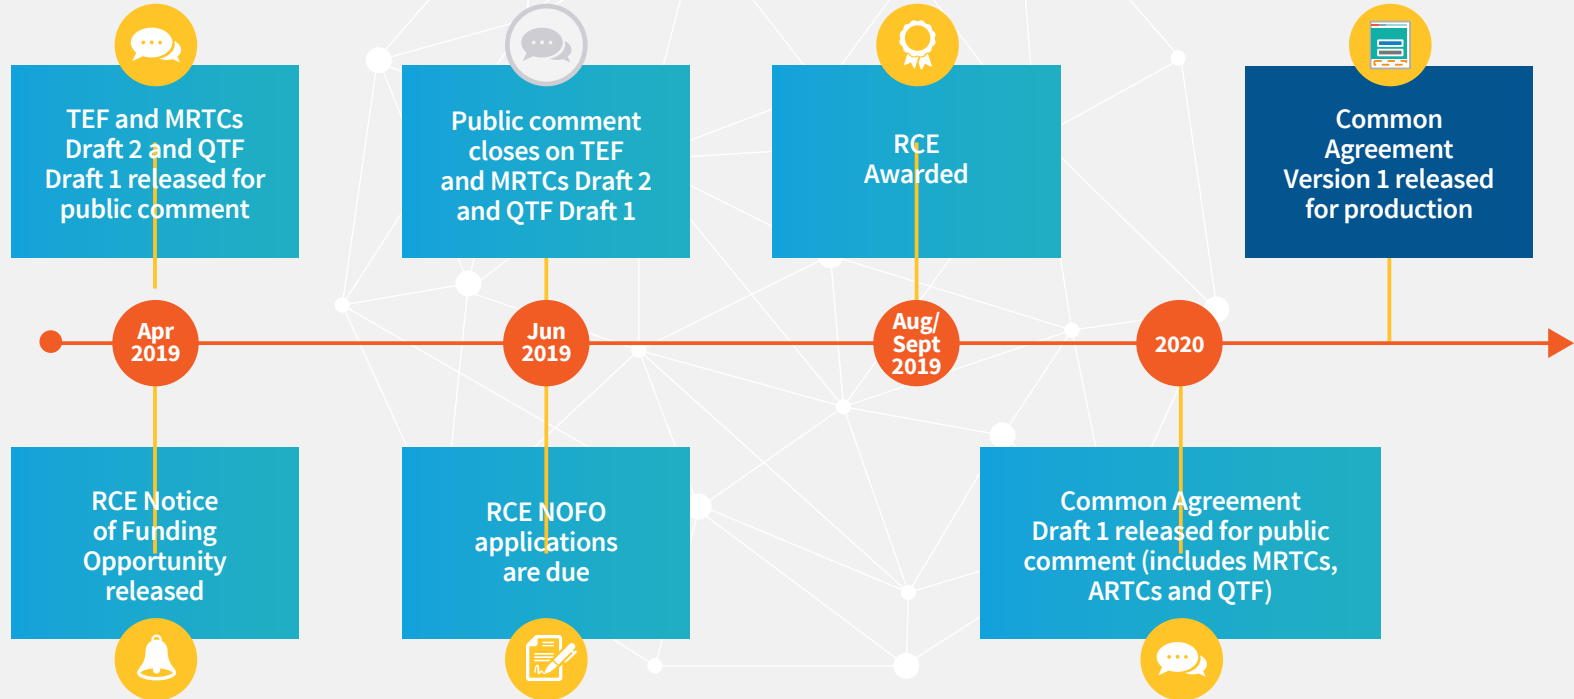 TEF and MRTCs
Draft 2 and QTF
Draft 1 released for
public comment
Public comment
closes on TEF
and MRTCs Draft 2
and QTF Draft 1
RCE
Awarded
Common
Agreement
Version 1 released
for production
Apr
2019
Jun
2019
Aug/
Sept
2019
2020
RCE Notice
of Funding
Opportunity
released
RCE NOFO
applications
are due
Common Agreement
Draft 1 released for public
comment (includes MRTCs,
ARTCs and QTF)